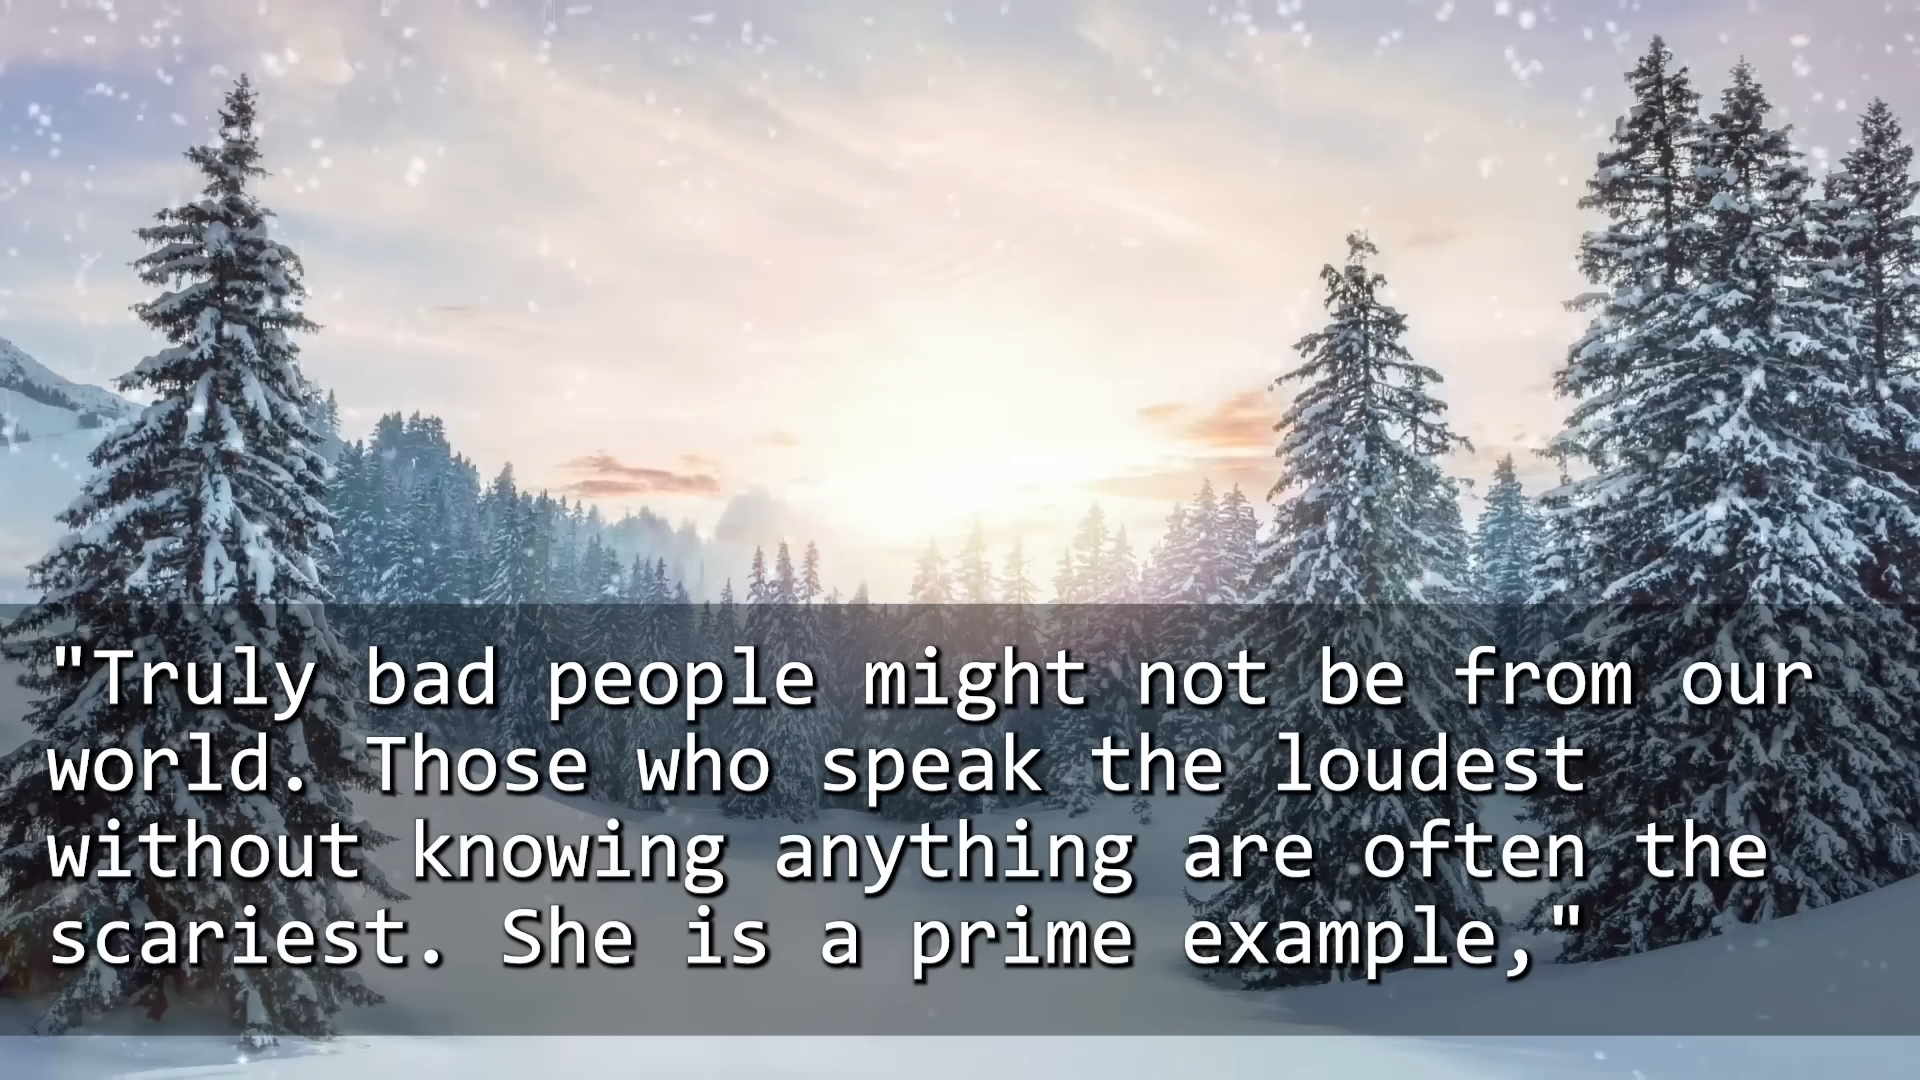 "Truly bad people might not be from our
world. Those who speak the loudest
without knowing anything are often the
scariest. She is a prime example,"